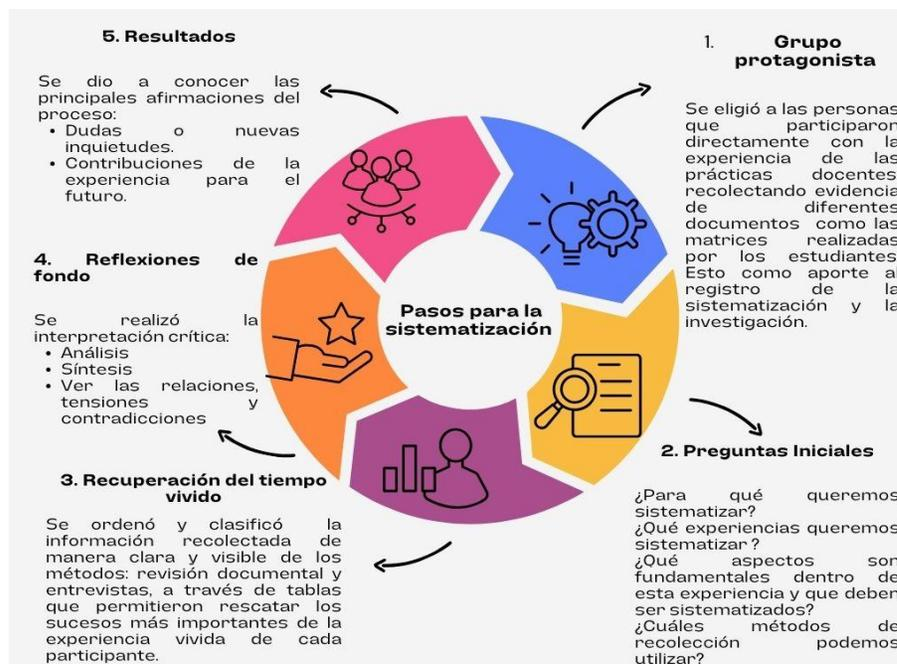 Pasos para la
sistematización
1. Grupo
protagonista
Se eligió a las personas
que participaron
directamente con la
experiencia de las
prácticas docentes
recolectando evidencia
de diferentes
documentos como las
matrices realizadas
por los estudiantes
Esto como aporte al
registro de la
sistematización y la
investigación.
2. Preguntas Iniciales
¿Para qué queremos
sistematizar?
¿Qué experiencias queremos
sistematizar ?
¿Qué aspectos son
fundamentales dentro de
esta experiencia y que deben
ser sistematizados?
¿Cuáles métodos de
recolección podemos
utilizar?
3. Recuperación del tiempo
vivido
Se ordenó y clasificó la
información recolectada de
manera clara y visible de los
métodos: revisión documental y
entrevistas, a través de tablas
que permitieron rescatar los
sucesos más importantes de la
experiencia vivida de cada
participante.
4. Reflexiones de
fondo
Se realizó la
interpretación crítica:
• Análisis
• Síntesis
• Ver las relaciones,
tensiones y
contradicciones
5. Resultados
Se dio a conocer las
principales afirmaciones del
proceso:
• Dudas o nuevas
inquietudes.
• Contribuciones de la
experiencia para el
futuro.